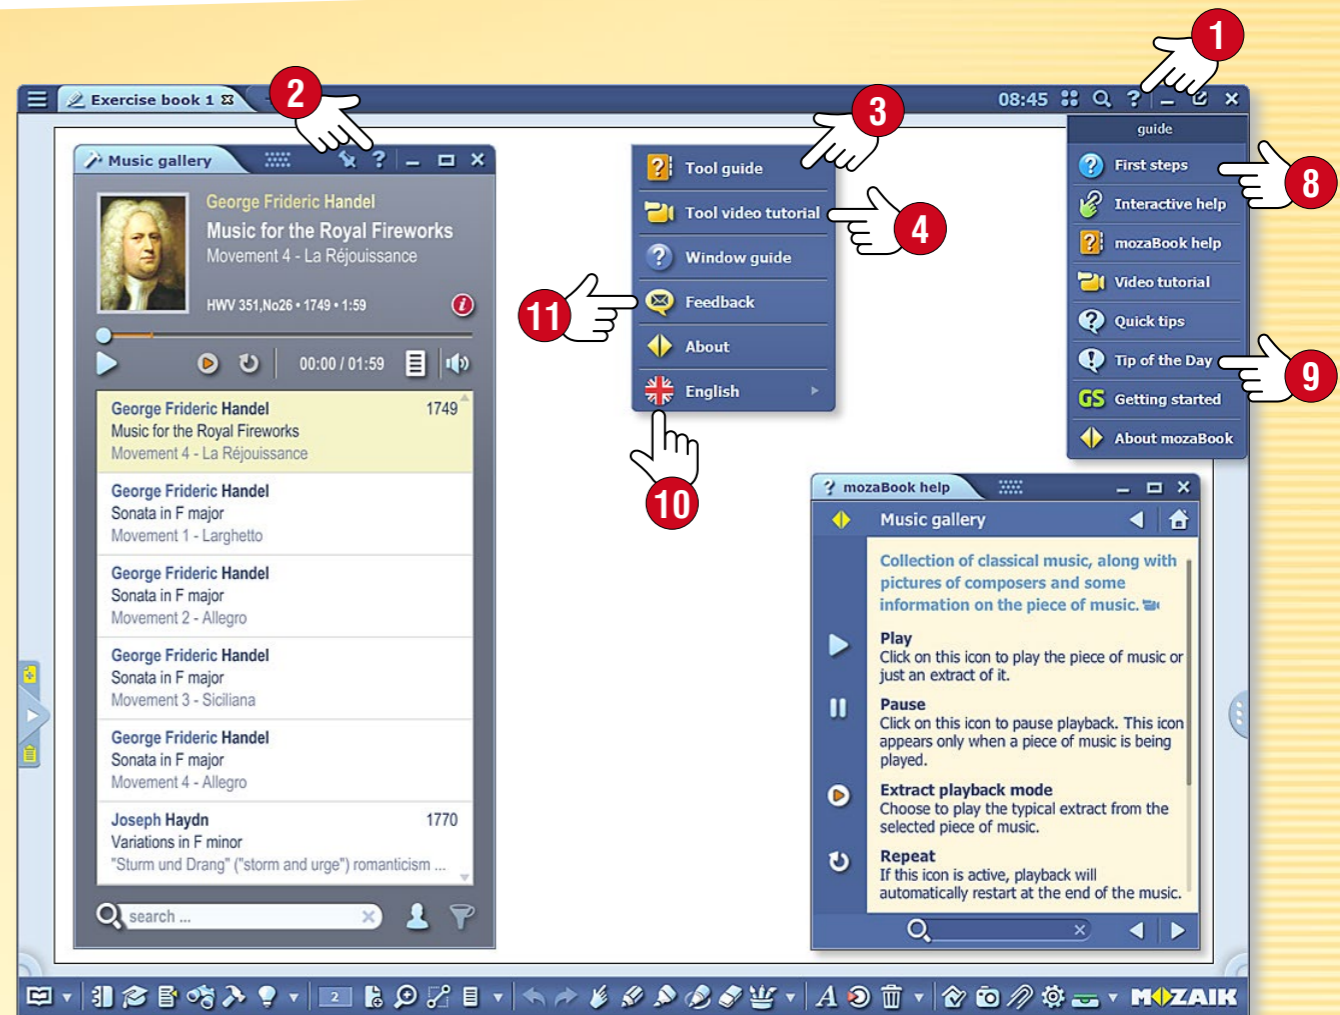 1
2
3
Exercise book 1
08:45
guide
First steps
8
Interactive help
mozaBook help
Video tutorial
Quick tips
Tip of the Day
9
GS Getting started
About mozaBook
Music gallery
George Frideric Handel
Music for the Royal Fireworks
Movement 4 - La Réjouissance
HWV 351,No26 • 1749 • 1:59
i
00:00 / 01:59
George Frideric Handel 1749
Music for the Royal Fireworks
Movement 4 - La Réjouissance
George Frideric Handel
Sonata in F major
Movement 1 - Larghetto
George Frideric Handel
Sonata in F major
Movement 2 - Allegro
George Frideric Handel
Sonata in F major
Movement 3 - Siciliana
George Frideric Handel
Sonata in F major
Movement 4 - Allegro
Joseph Haydn 1770
Variations in F minor
"Sturm und Drang" ("storm and urge") romanticism ...
search ...
Tool guide
Tool video tutorial
4
Window guide
11
Feedback
About
English
10
? mozaBook help
Music gallery
Collection of classical music, along with
pictures of composers and some
information on the piece of music.
Play
Click on this icon to play the piece of music or
just an extract of it.
Pause
Click on this icon to pause playback. This icon
appears only when a piece of music is being
played.
Extract playback mode
Choose to play the typical extract from the
selected piece of music.
Repeat
If this icon is active, playback will
automatically restart at the end of the music.
2
A
MOZAIK